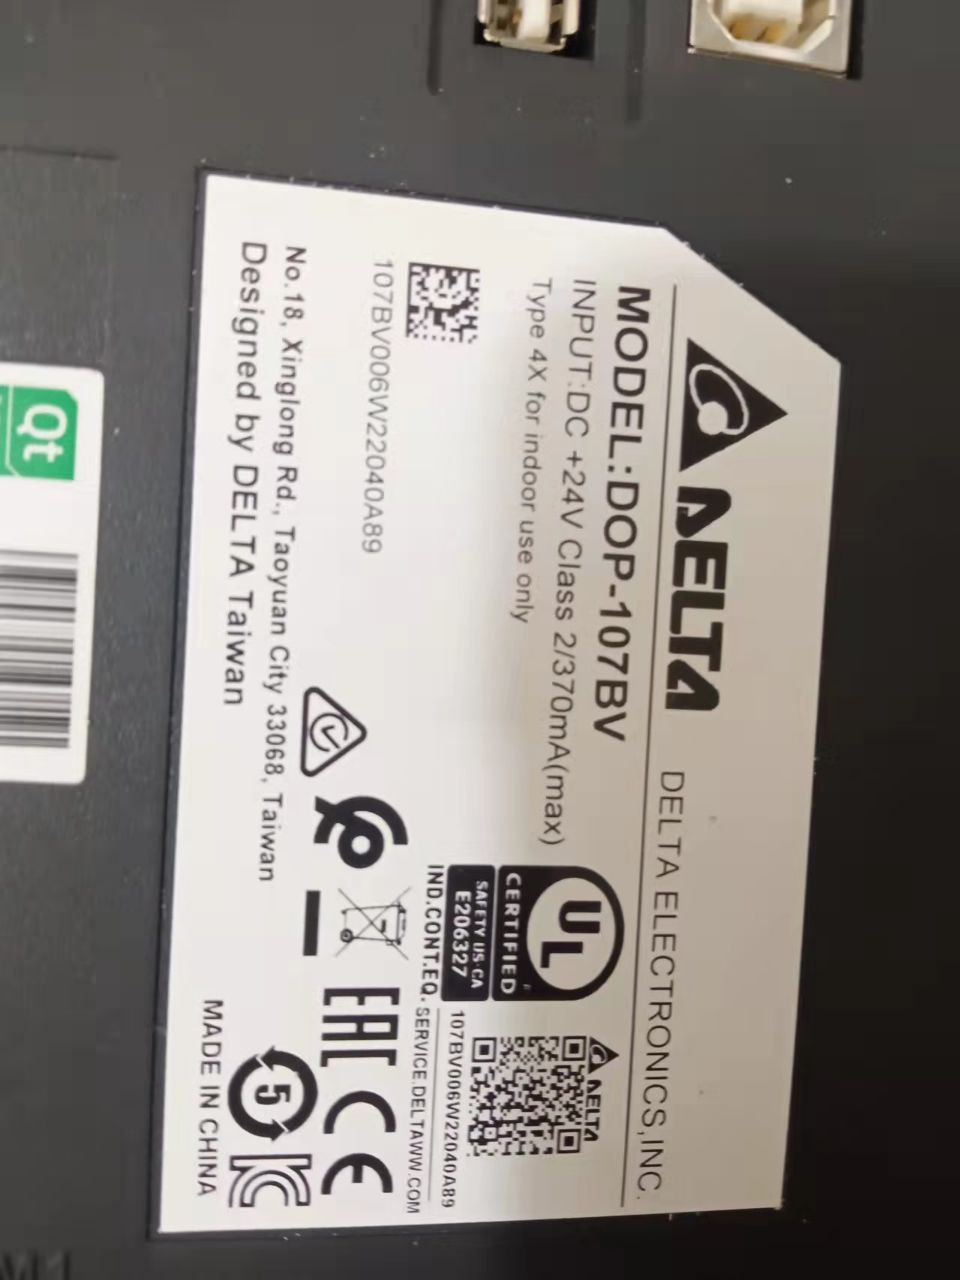 DELTA
DELTA ELECTRONICS,INC.
MODEL:DOP-107BV
INPUT:DC +24V Class 2/370mA(max)
Type 4X for indoor use only
107BV006W22040A89
UL
CERTIFIED
SAFETY US-CA
E206327
IND.CONT.EQ.
DELTA
107BV006W22040A89
SERVICE.DELTAWW.COM
EAC CE
No.18, Xinglong Rd., Taoyuan City 33068, Taiwan
Designed by DELTA Taiwan
5
MADE IN CHINA
Qt